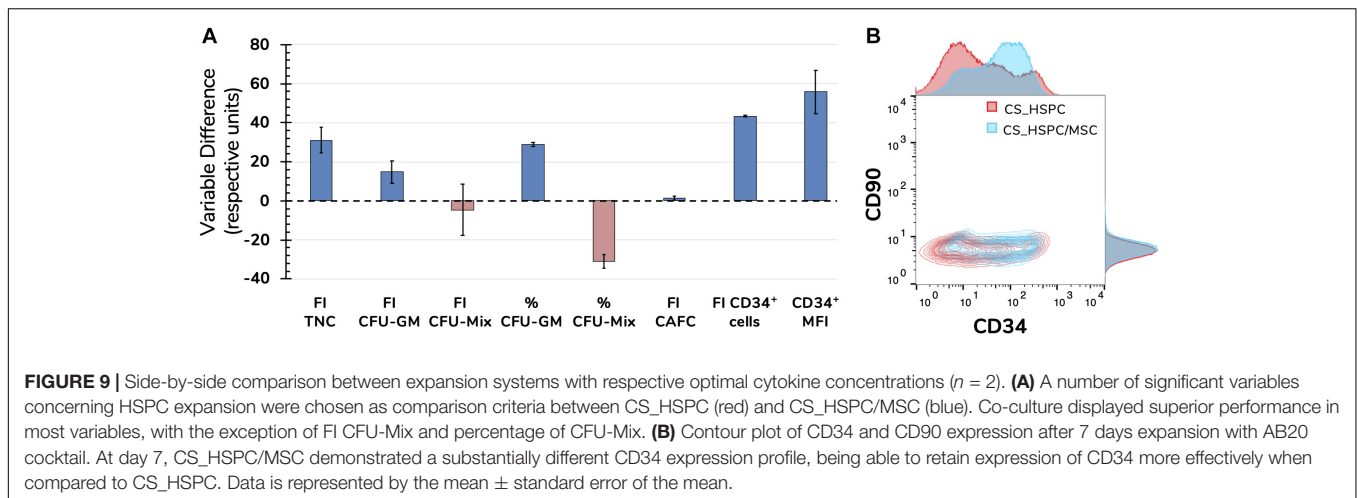 A
Variable Difference
(respective units)
80
60
40
20
0
-20
-40
FI
TNC
FI
CFU-GM
FI
CFU-Mix
%
CFU-GM
%
CFU-Mix
FI
CAFC
FI CD34⁺
cells
CD34⁺
MFI
B
CS_HSPC
CS_HSPC/MSC
CD90
10⁴
10³
10²
10¹
10⁰
10⁰ 10¹ 10² 10³ 10⁴
CD34
FIGURE 9 | Side-by-side comparison between expansion systems with respective optimal cytokine concentrations (n = 2). (A) A number of significant variables
concerning HSPC expansion were chosen as comparison criteria between CS_HSPC (red) and CS_HSPC/MSC (blue). Co-culture displayed superior performance in
most variables, with the exception of FI CFU-Mix and percentage of CFU-Mix. (B) Contour plot of CD34 and CD90 expression after 7 days expansion with AB20
cocktail. At day 7, CS_HSPC/MSC demonstrated a substantially different CD34 expression profile, being able to retain expression of CD34 more effectively when
compared to CS_HSPC. Data is represented by the mean ± standard error of the mean.